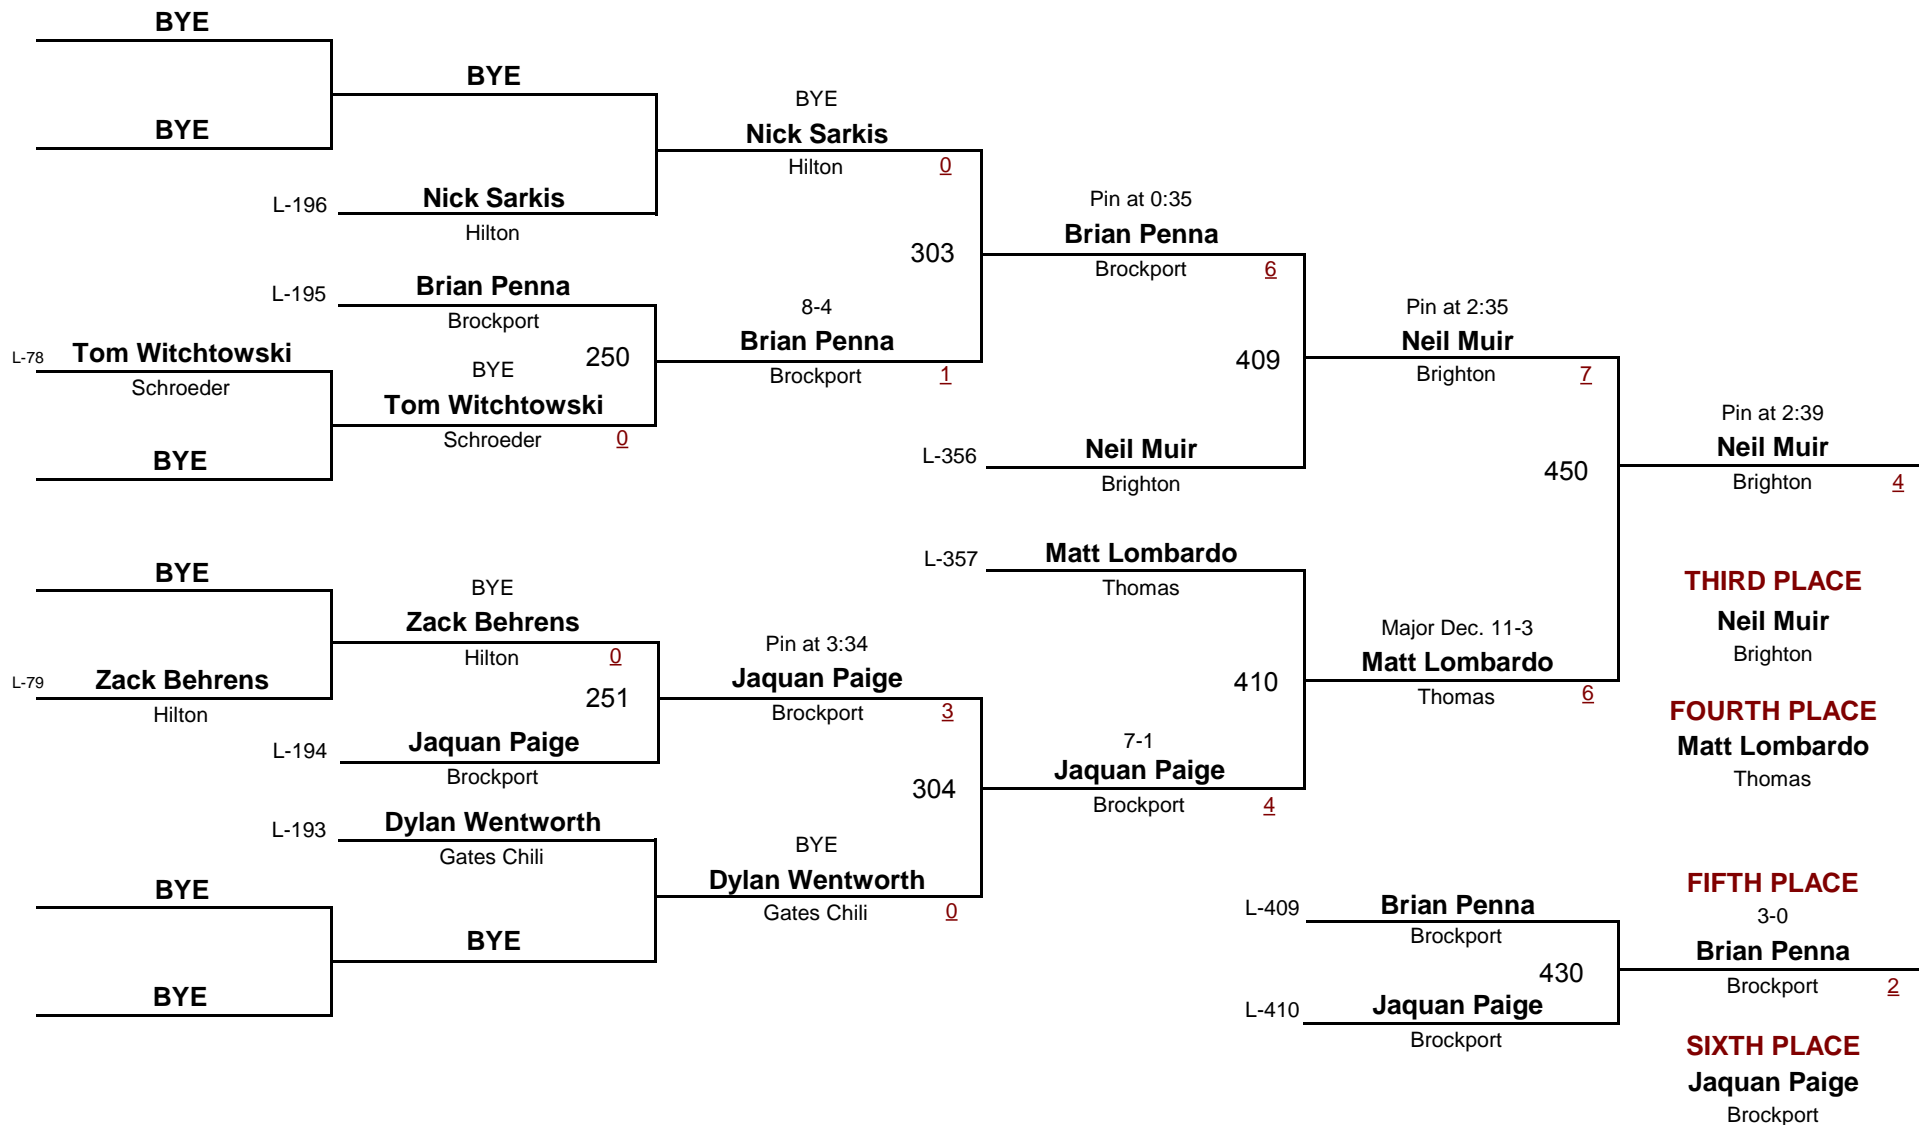 BYE
BYE
BYE
L-196 Nick Sarkis
Hilton
BYE
Nick Sarkis
Hilton 0
303
L-195 Brian Penna
Brockport
250
L-78 Tom Witchtowski
Schroeder
BYE
BYE
Tom Witchtowski
Schroeder 0
8-4
Brian Penna
Brockport 1
Pin at 0:35
Brian Penna
Brockport 6
409
L-356 Neil Muir
Brighton
Pin at 2:35
Neil Muir
Brighton 7
450
Pin at 2:39
Neil Muir
Brighton 4
BYE
L-79 Zack Behrens
Hilton
BYE
Zack Behrens
Hilton 0
251
L-194 Jaquan Paige
Brockport
Pin at 3:34
Jaquan Paige
Brockport 3
304
L-193 Dylan Wentworth
Gates Chili
BYE
BYE
BYE
BYE
Dylan Wentworth
Gates Chili 0
L-357 Matt Lombardo
Thomas
410
7-1
Jaquan Paige
Brockport 4
Major Dec. 11-3
Matt Lombardo
Thomas 6
THIRD PLACE
Neil Muir
Brighton
FOURTH PLACE
Matt Lombardo
Thomas
L-409 Brian Penna
Brockport
430
L-410 Jaquan Paige
Brockport
FIFTH PLACE
3-0
Brian Penna
Brockport 2
SIXTH PLACE
Jaquan Paige
Brockport